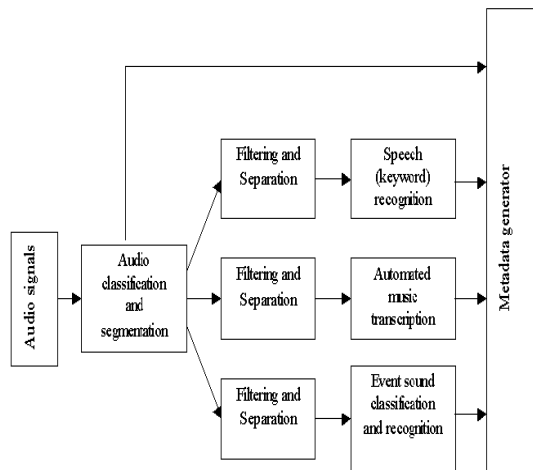 Audio signals
Audio
classification
and
segmentation
Filtering and
Separation
Speech
(keyword)
recognition
Filtering and
Separation
Automated
music
transcription
Filtering and
Separation
Event sound
classification
and recognition
Metadata generator